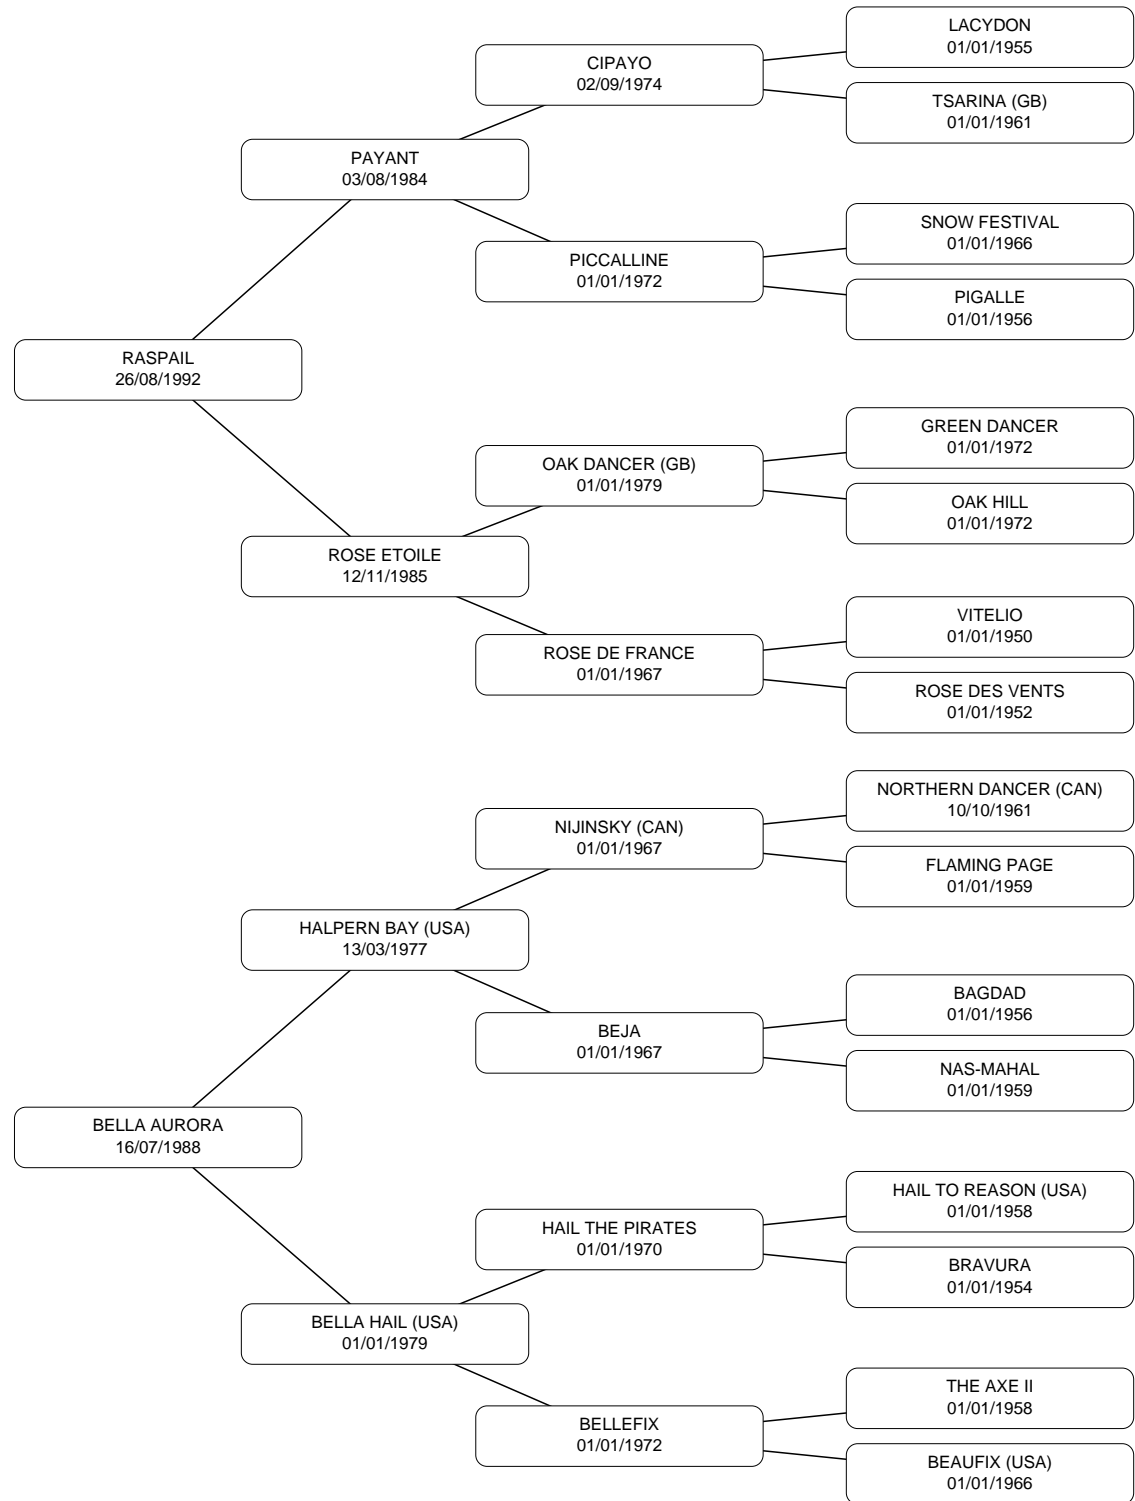 LACYDON
01/01/1955
CIPAYO
02/09/1974
TSARINA (GB)
01/01/1961
PAYANT
03/08/1984
SNOW FESTIVAL
01/01/1966
PICCALLINE
01/01/1972
PIGALLE
01/01/1956
RASPAIL
26/08/1992
GREEN DANCER
01/01/1972
OAK DANCER (GB)
01/01/1979
OAK HILL
01/01/1972
ROSE ETOILE
12/11/1985
VITELIO
01/01/1950
ROSE DE FRANCE
01/01/1967
ROSE DES VENTS
01/01/1952
NORTHERN DANCER (CAN)
10/10/1961
NIJINSKY (CAN)
01/01/1967
FLAMING PAGE
01/01/1959
HALPERN BAY (USA)
13/03/1977
BAGDAD
01/01/1956
BEJA
01/01/1967
NAS-MAHAL
01/01/1959
BELLA AURORA
16/07/1988
HAIL TO REASON (USA)
01/01/1958
HAIL THE PIRATES
01/01/1970
BRAVURA
01/01/1954
BELLA HAIL (USA)
01/01/1979
THE AXE II
01/01/1958
BELLEFIX
01/01/1972
BEAUFIX (USA)
01/01/1966